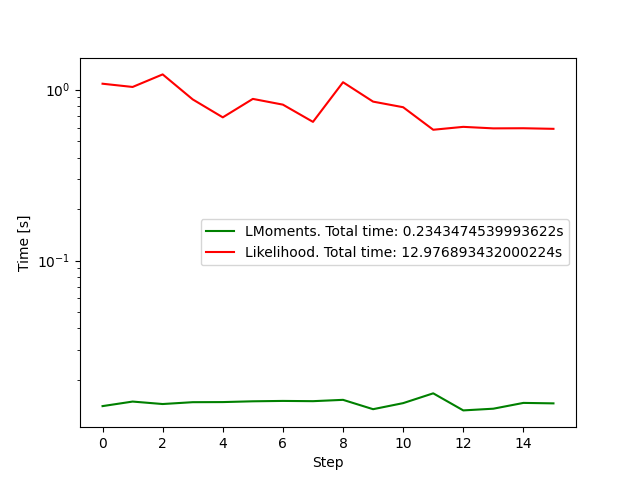 10⁰
10⁻¹
Time [s]
LMoments. Total time: 0.2343474539993622s
Likelihood. Total time: 12.976893432000224s
0 2 4 6 8 10 12 14
Step